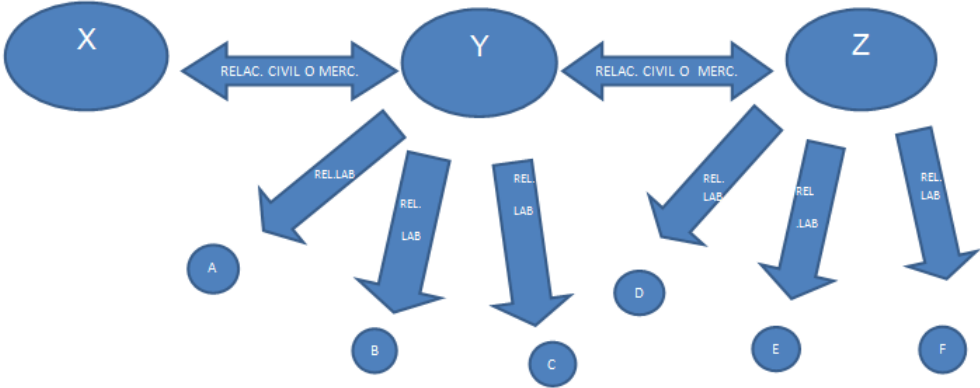 X
Y
Z
RELAC. CIVIL O MERC.
RELAC. CIVIL O MERC.
REL.LAB
REL.
LAB
REL.
LAB
REL.
LAB
REL
.LAB
REL.
LAB
A
B
C
D
E
F